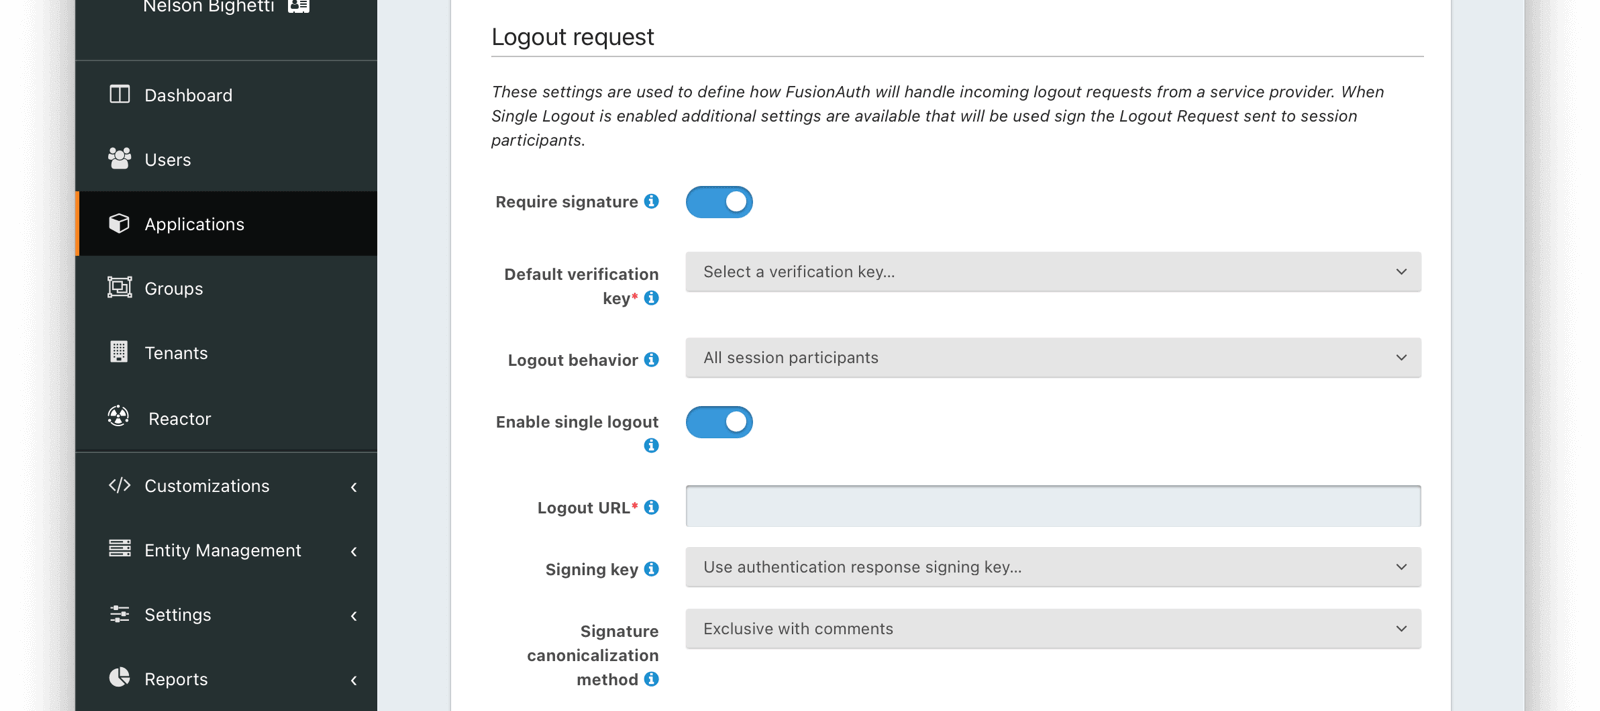 Nelson Bighetti
Dashboard
Users
Applications
Groups
Tenants
Reactor
Customizations
Entity Management
Settings
Reports
Logout request
These settings are used to define how FusionAuth will handle incoming logout requests from a service provider. When
Single Logout is enabled additional settings are available that will be used sign the Logout Request sent to session
participants.
Require signature
Default verification
key*
Select a verification key...
Logout behavior
All session participants
Enable single logout
Logout URL*
Signing key
Use authentication response signing key...
Signature
canonicalization
method
Exclusive with comments